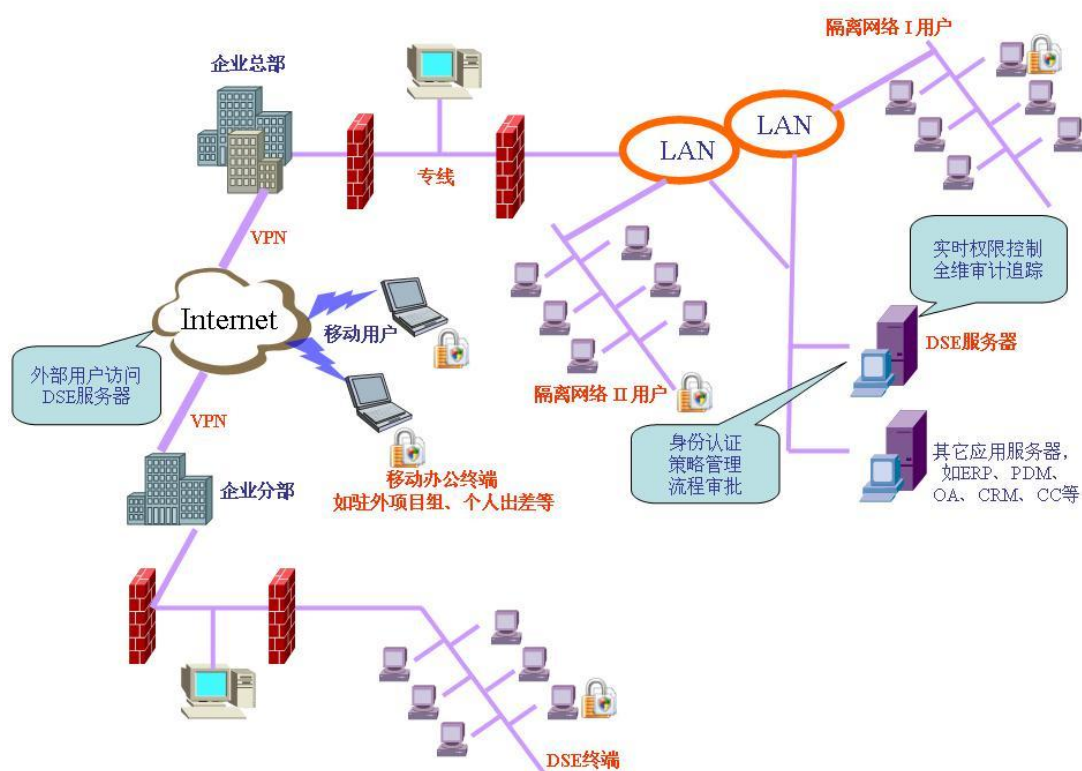 隔离网络 I 用户
企业总部
LAN
LAN
专线
VPN
实时权限控制
全维审计追踪
Internet
移动用户
DSE服务器
外部用户访问
DSE服务器
隔离网络 II 用户
VPN
身份认证
策略管理
流程审批
其它应用服务器，
如ERP、PDM、
OA、CRM、CC等
企业分部
移动办公终端
如驻外项目组、个人出差等
DSE终端